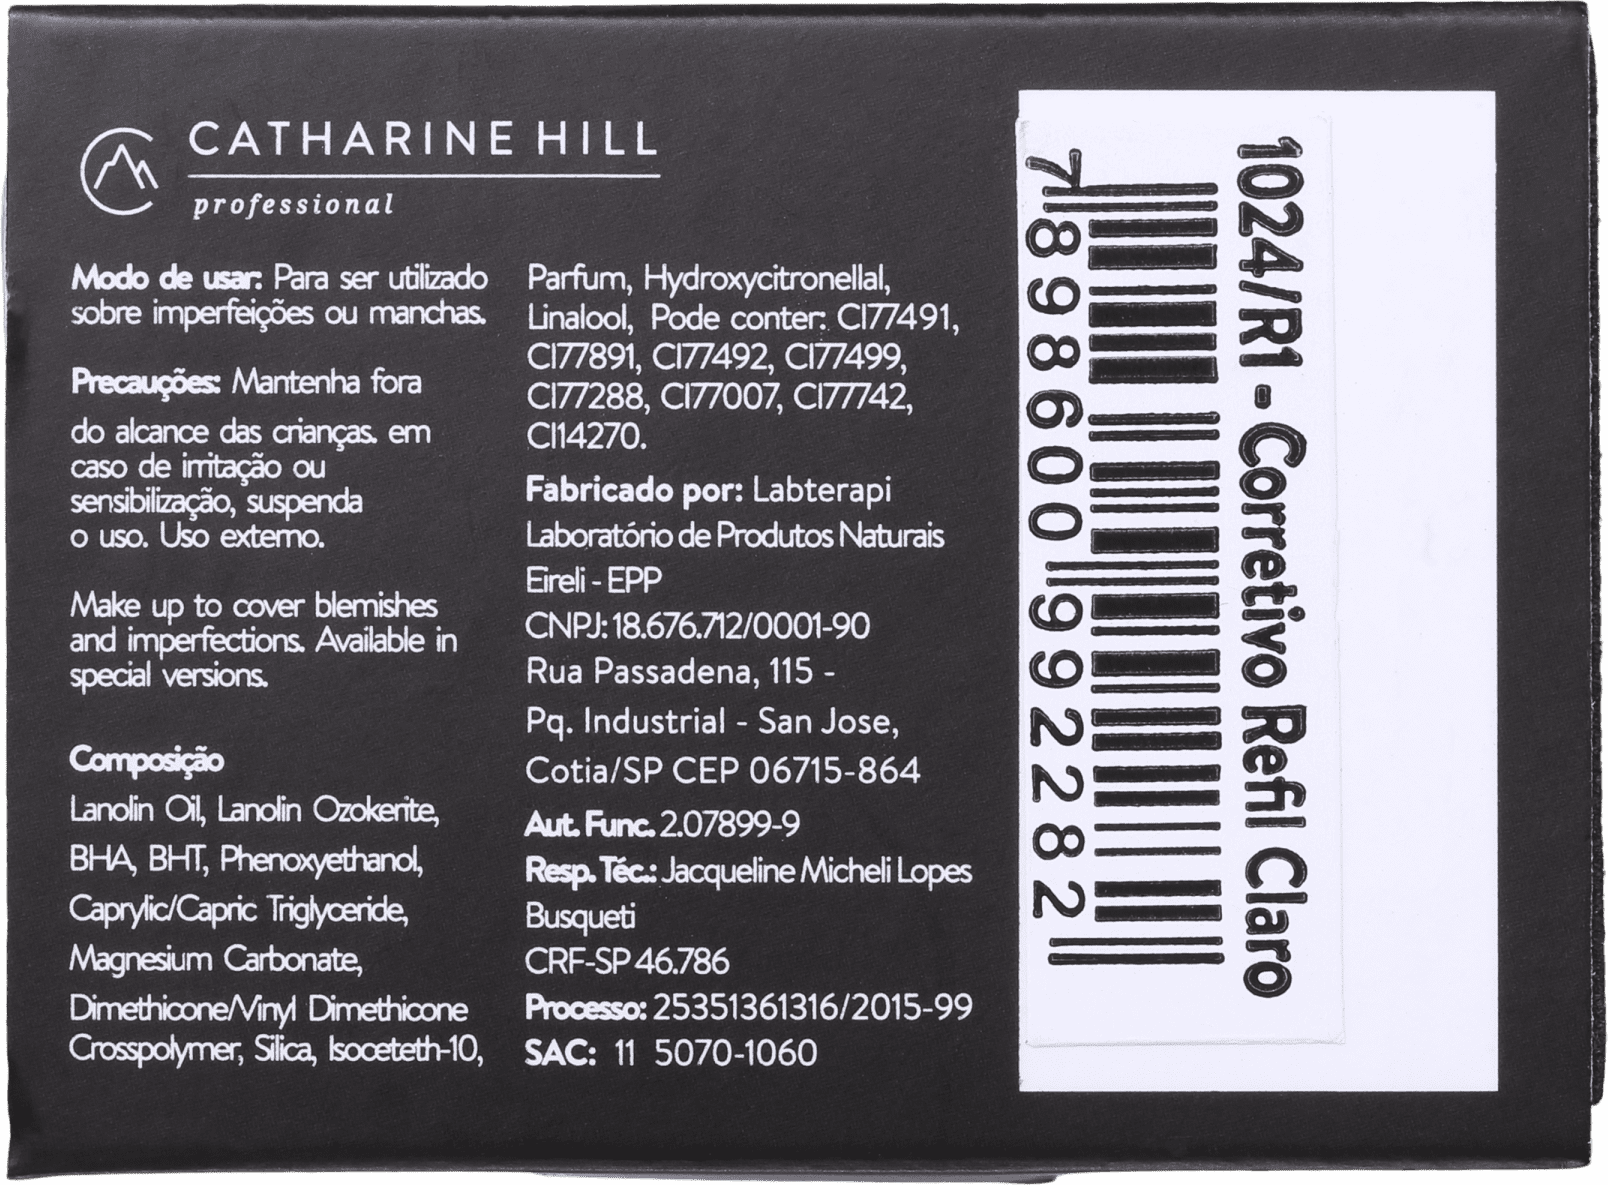 CATHARINE HILL
professional
Modo de usar: Para ser utilizado
sobre imperfeições ou manchas.
Precauções: Mantenha fora
do alcance das crianças. em
caso de irritação ou
sensibilização, suspenda
o uso. Uso externo.
Make up to cover blemishes
and imperfections. Available in
special versions.
Composição
Lanolin Oil, Lanolin Ozokerite,
BHA, BHT, Phenoxyethanol,
Caprylic/Capric Triglyceride,
Magnesium Carbonate,
Dimethicone/Vinyl Dimethicone
Crosspolymer, Silica, Isoceteth-10,
Parfum, Hydroxycitronellal,
Linalool, Pode conter: CI77491,
CI77891, CI77492, CI77499,
CI77288, CI77007, CI77742,
CI14270.
Fabricado por: Labterapi
Laboratório de Produtos Naturais
Eireli - EPP
CNPJ: 18.676.712/0001-90
Rua Passadena, 115 -
Pq. Industrial - San Jose,
Cotia/SP CEP 06715-864
Aut. Func. 2.07899-9
Resp. Téc.: Jacqueline Micheli Lopes
Busqueti
CRF-SP 46.786
Processo: 25351361316/2015-99
SAC: 11 5070-1060
1024/R1 - Corretivo Refil Claro
7 898600 992282